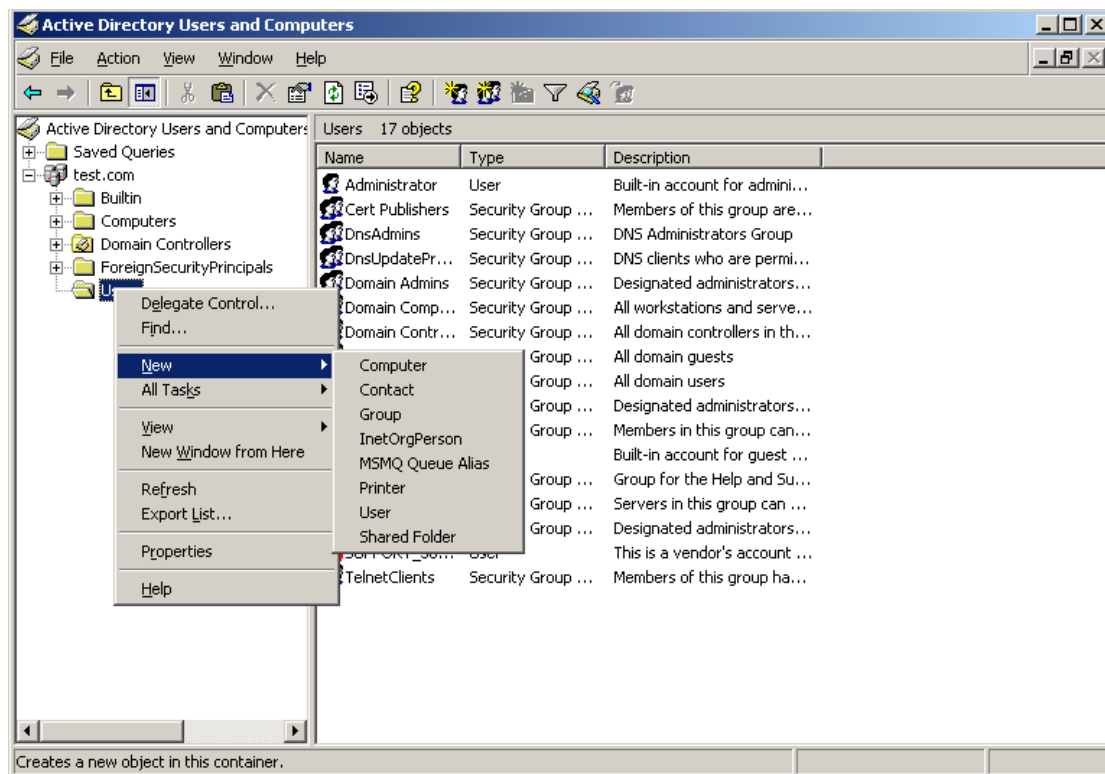 Active Directory Users and Computers
File Action View Window Help
Active Directory Users and Computers
Saved Queries
test.com
Builtin
Computers
Domain Controllers
ForeignSecurityPrincipals
Users 17 objects
Name Type Description
Administrator User Built-in account for admini...
Cert Publishers Security Group ... Members of this group are...
DnsAdmins Security Group ... DNS Administrators Group
DnsUpdatePr... Security Group ... DNS clients who are permi...
Domain Admins Security Group ... Designated administrators...
Domain Comp... Security Group ... All workstations and serve...
Domain Contr... Security Group ... All domain controllers in th...
Group ... All domain guests
Group ... All domain users
Group ... Designated administrators...
Group ... Members in this group can...
Built-in account for guest ...
Group ... Group for the Help and Su...
Group ... Servers in this group can ...
Group ... Designated administrators...
This is a vendor's account ...
TelnetClients Security Group ... Members of this group ha...
Delegate Control...
Find...
New
All Tasks
View
New Window from Here
Refresh
Export List...
Properties
Help
Computer
Contact
Group
InetOrgPerson
MSMQ Queue Alias
Printer
User
Shared Folder
Creates a new object in this container.